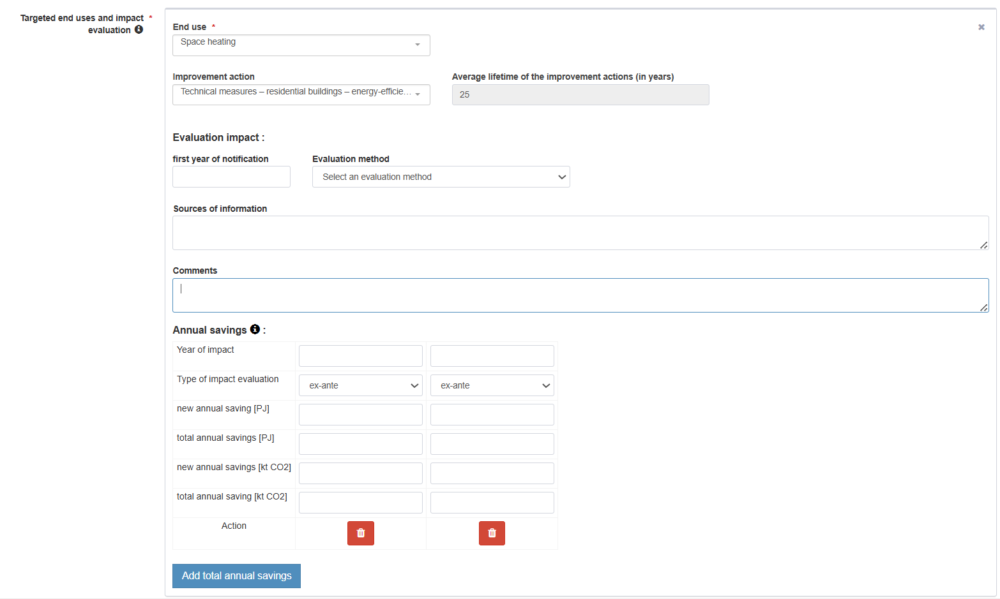 Targeted end uses and impact *
evaluation
End use *
Space heating
Improvement action
Average lifetime of the improvement actions (in years)
Technical measures – residential buildings – energy-efficie...
25
Evaluation impact :
first year of notification
Evaluation method
Select an evaluation method
Sources of information
Comments
Annual savings :
Year of impact
Type of impact evaluation
ex-ante
ex-ante
new annual saving [PJ]
total annual savings [PJ]
new annual savings [kt CO2]
total annual saving [kt CO2]
Action
Add total annual savings